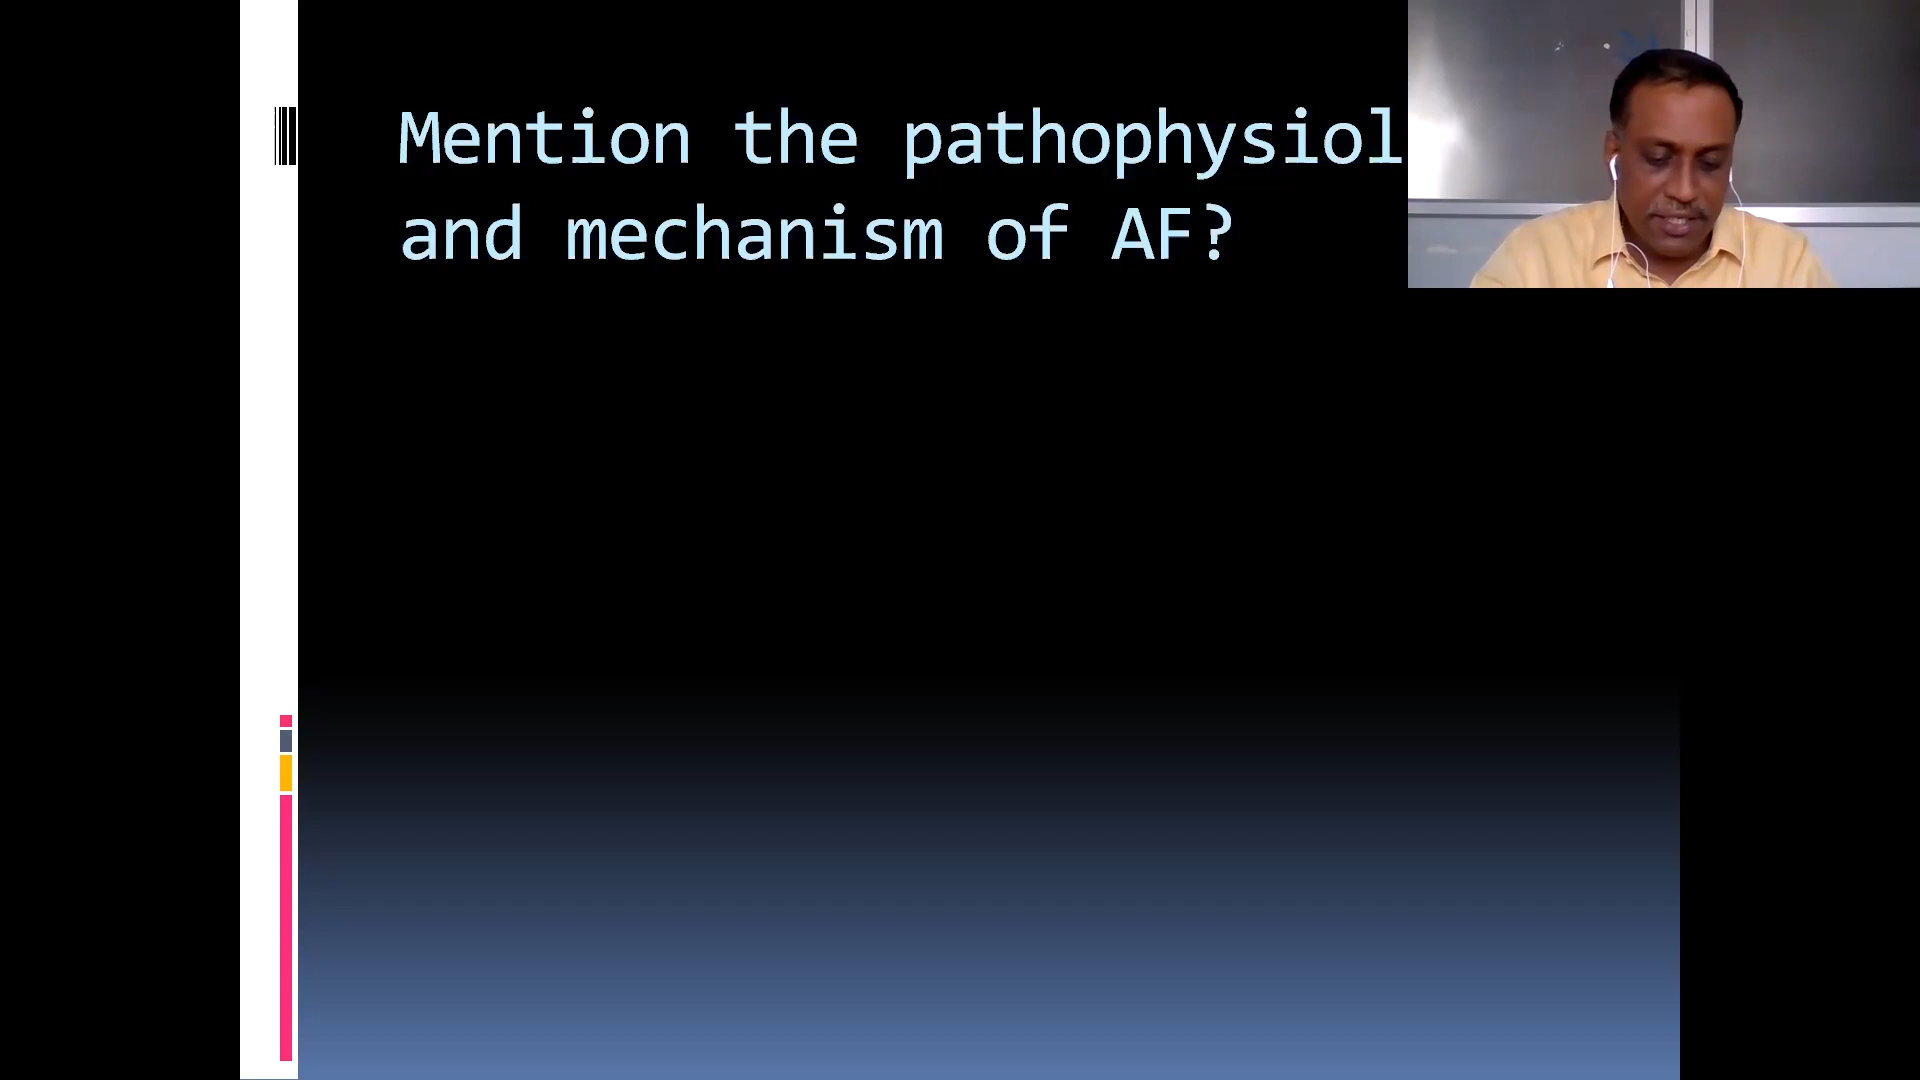 Mention the pathophysiol
and mechanism of AF?